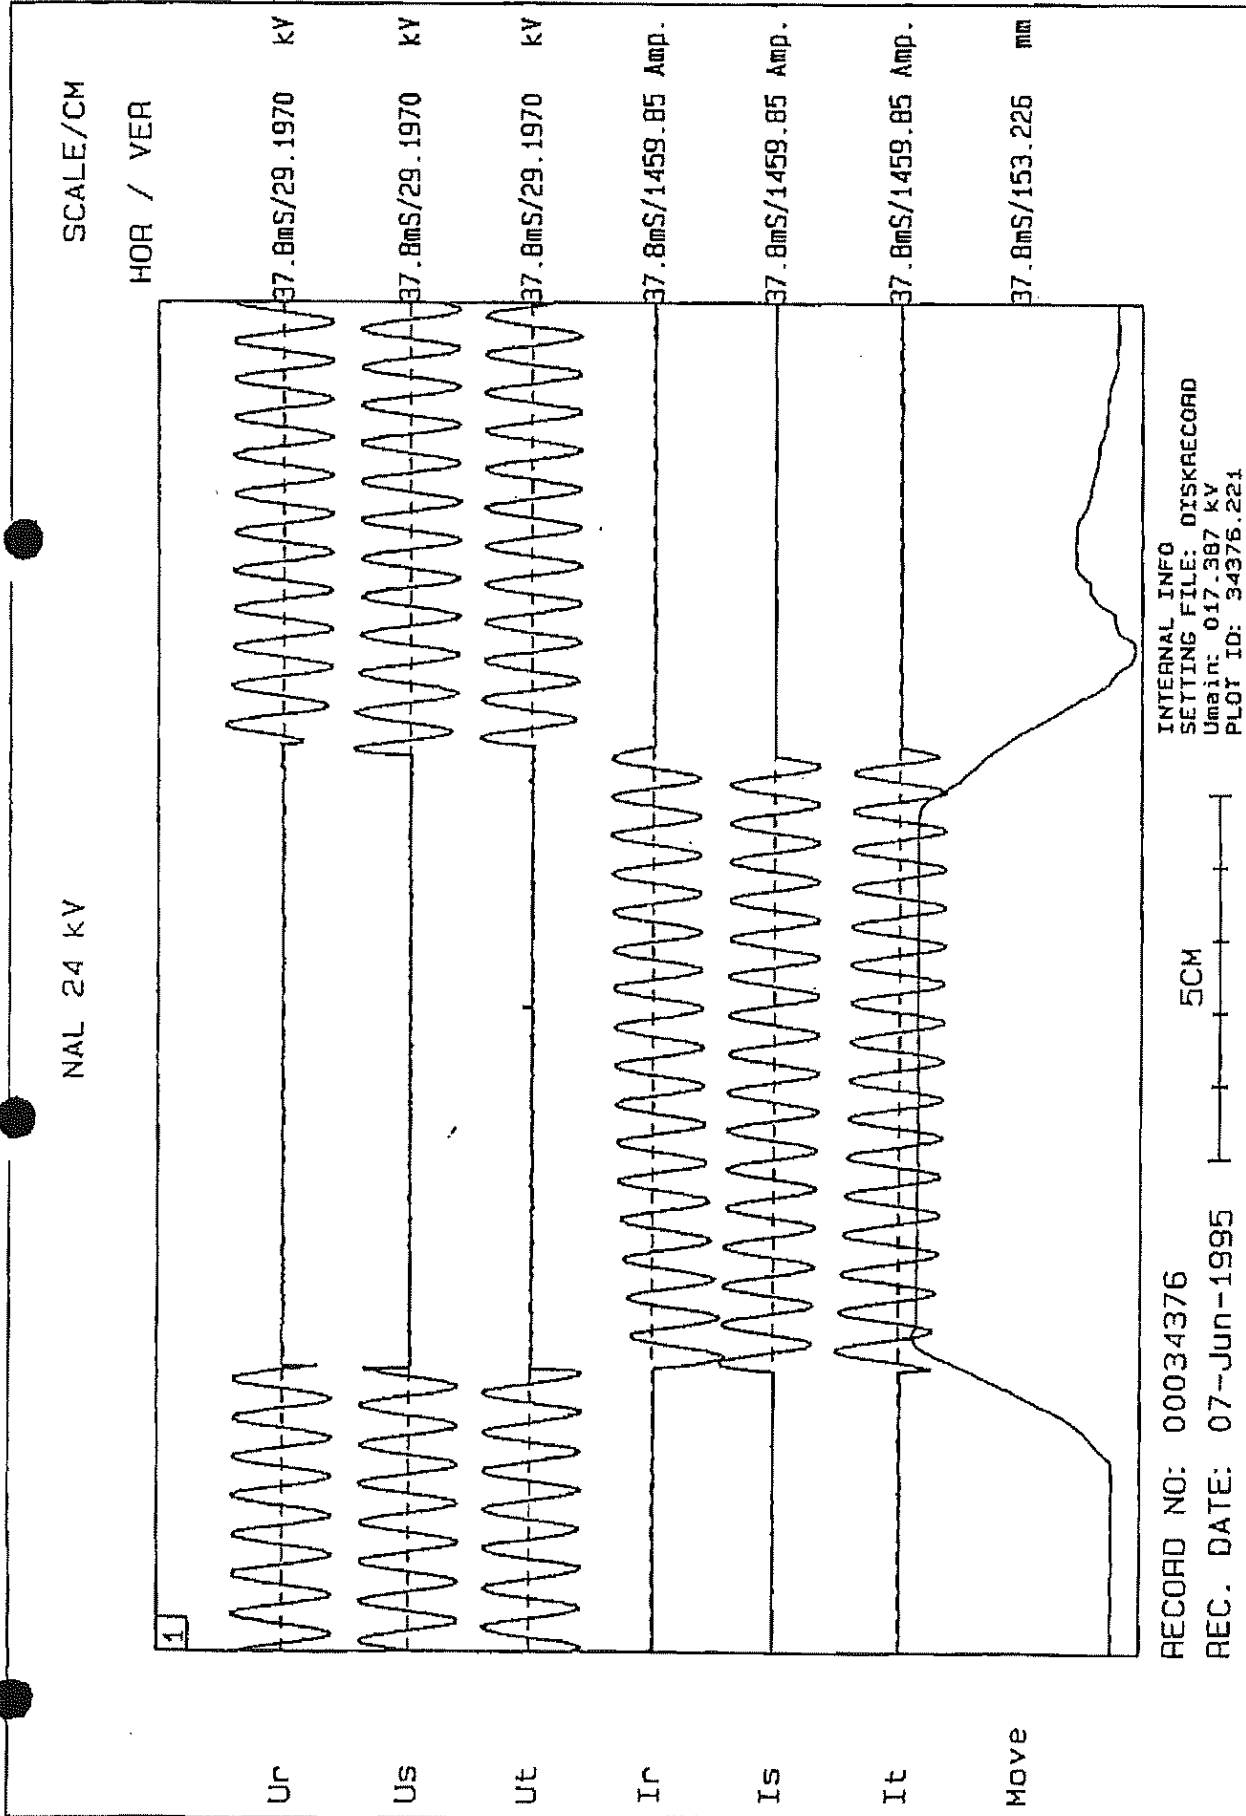 NAL 24 kV
SCALE/CM
HOR / VER
1
Ur 37.8mS/29.1970 kV
Us 37.8mS/29.1970 kV
Ut 37.8mS/29.1970 kV
Ir 37.8mS/1459.85 Amp.
Is 37.8mS/1459.85 Amp.
It 37.8mS/1459.85 Amp.
Move 37.8mS/153.226 mm
RECORD NO: 00034376
REC. DATE: 07-Jun-1995
5CM
INTERNAL INFO
SETTING FILE: DISKRECORD
Umain: 017.387 kV
PLOT ID: 34376.221